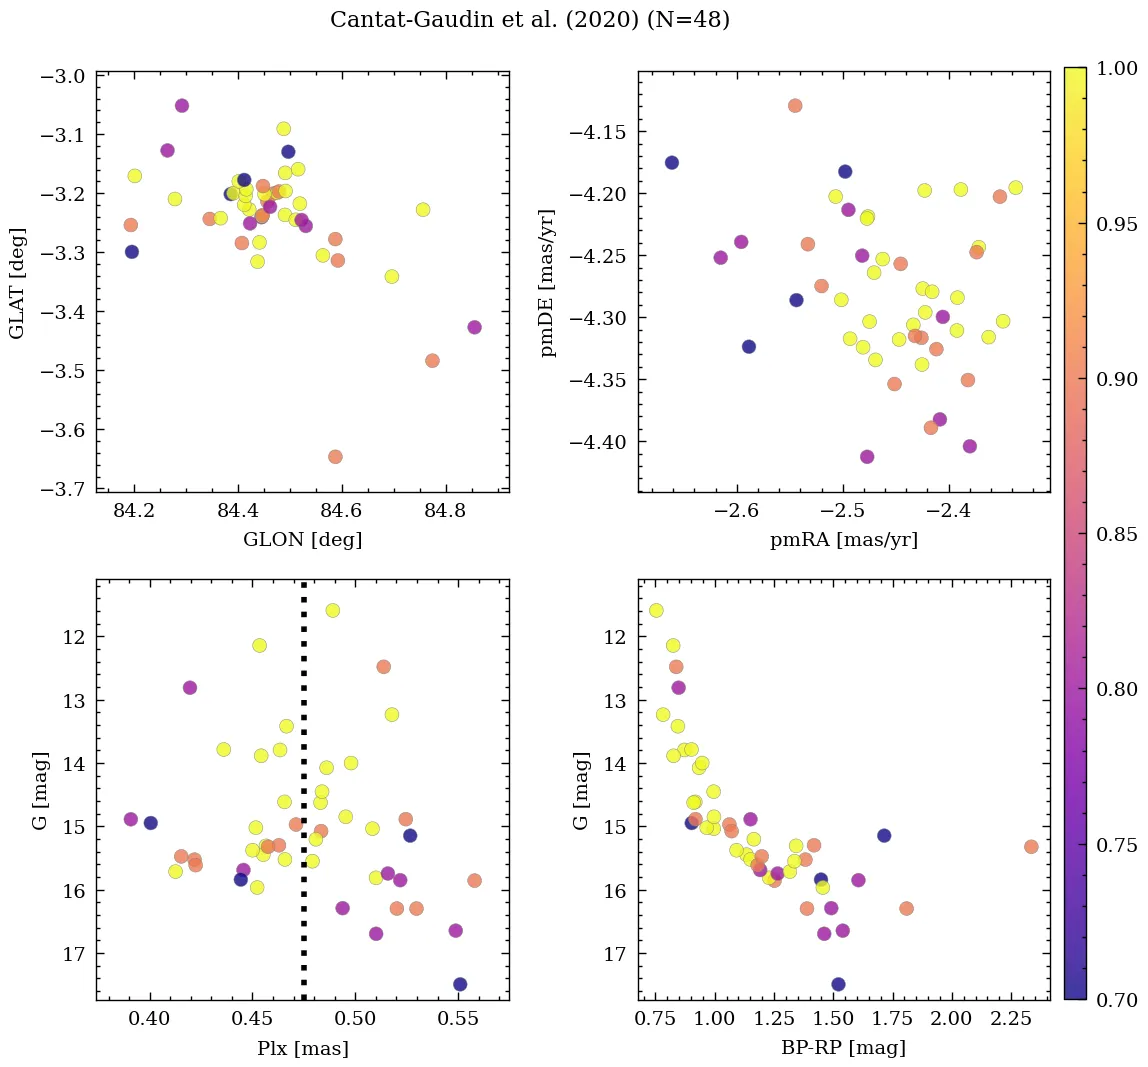 Cantat-Gaudin et al. (2020) (N=48)
−3.0
−3.1
−3.2
−3.3
−3.4
−3.5
−3.6
−3.7
GLAT [deg]
84.2 84.4 84.6 84.8
GLON [deg]
−4.15
−4.20
−4.25
−4.30
−4.35
−4.40
pmDE [mas/yr]
−2.6 −2.5 −2.4
pmRA [mas/yr]
12
13
14
15
16
17
G [mag]
0.40 0.45 0.50 0.55
Plx [mas]
12
13
14
15
16
17
G [mag]
0.75 1.00 1.25 1.50 1.75 2.00 2.25
BP-RP [mag]
1.00
0.95
0.90
0.85
0.80
0.75
0.70